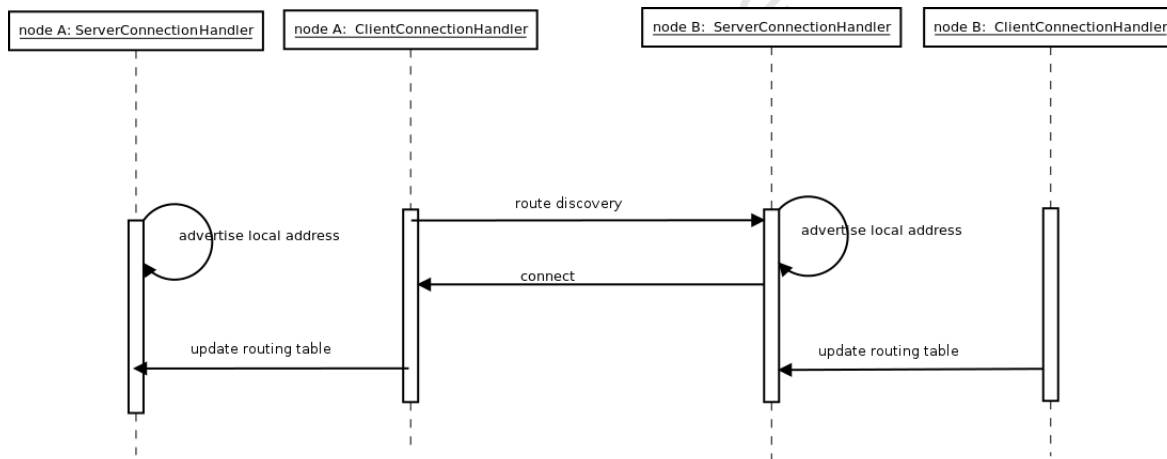 node A: ServerConnectionHandler
node A: ClientConnectionHandler
node B: ServerConnectionHandler
node B: ClientConnectionHandler
route discovery
advertise local address
advertise local address
connect
update routing table
update routing table